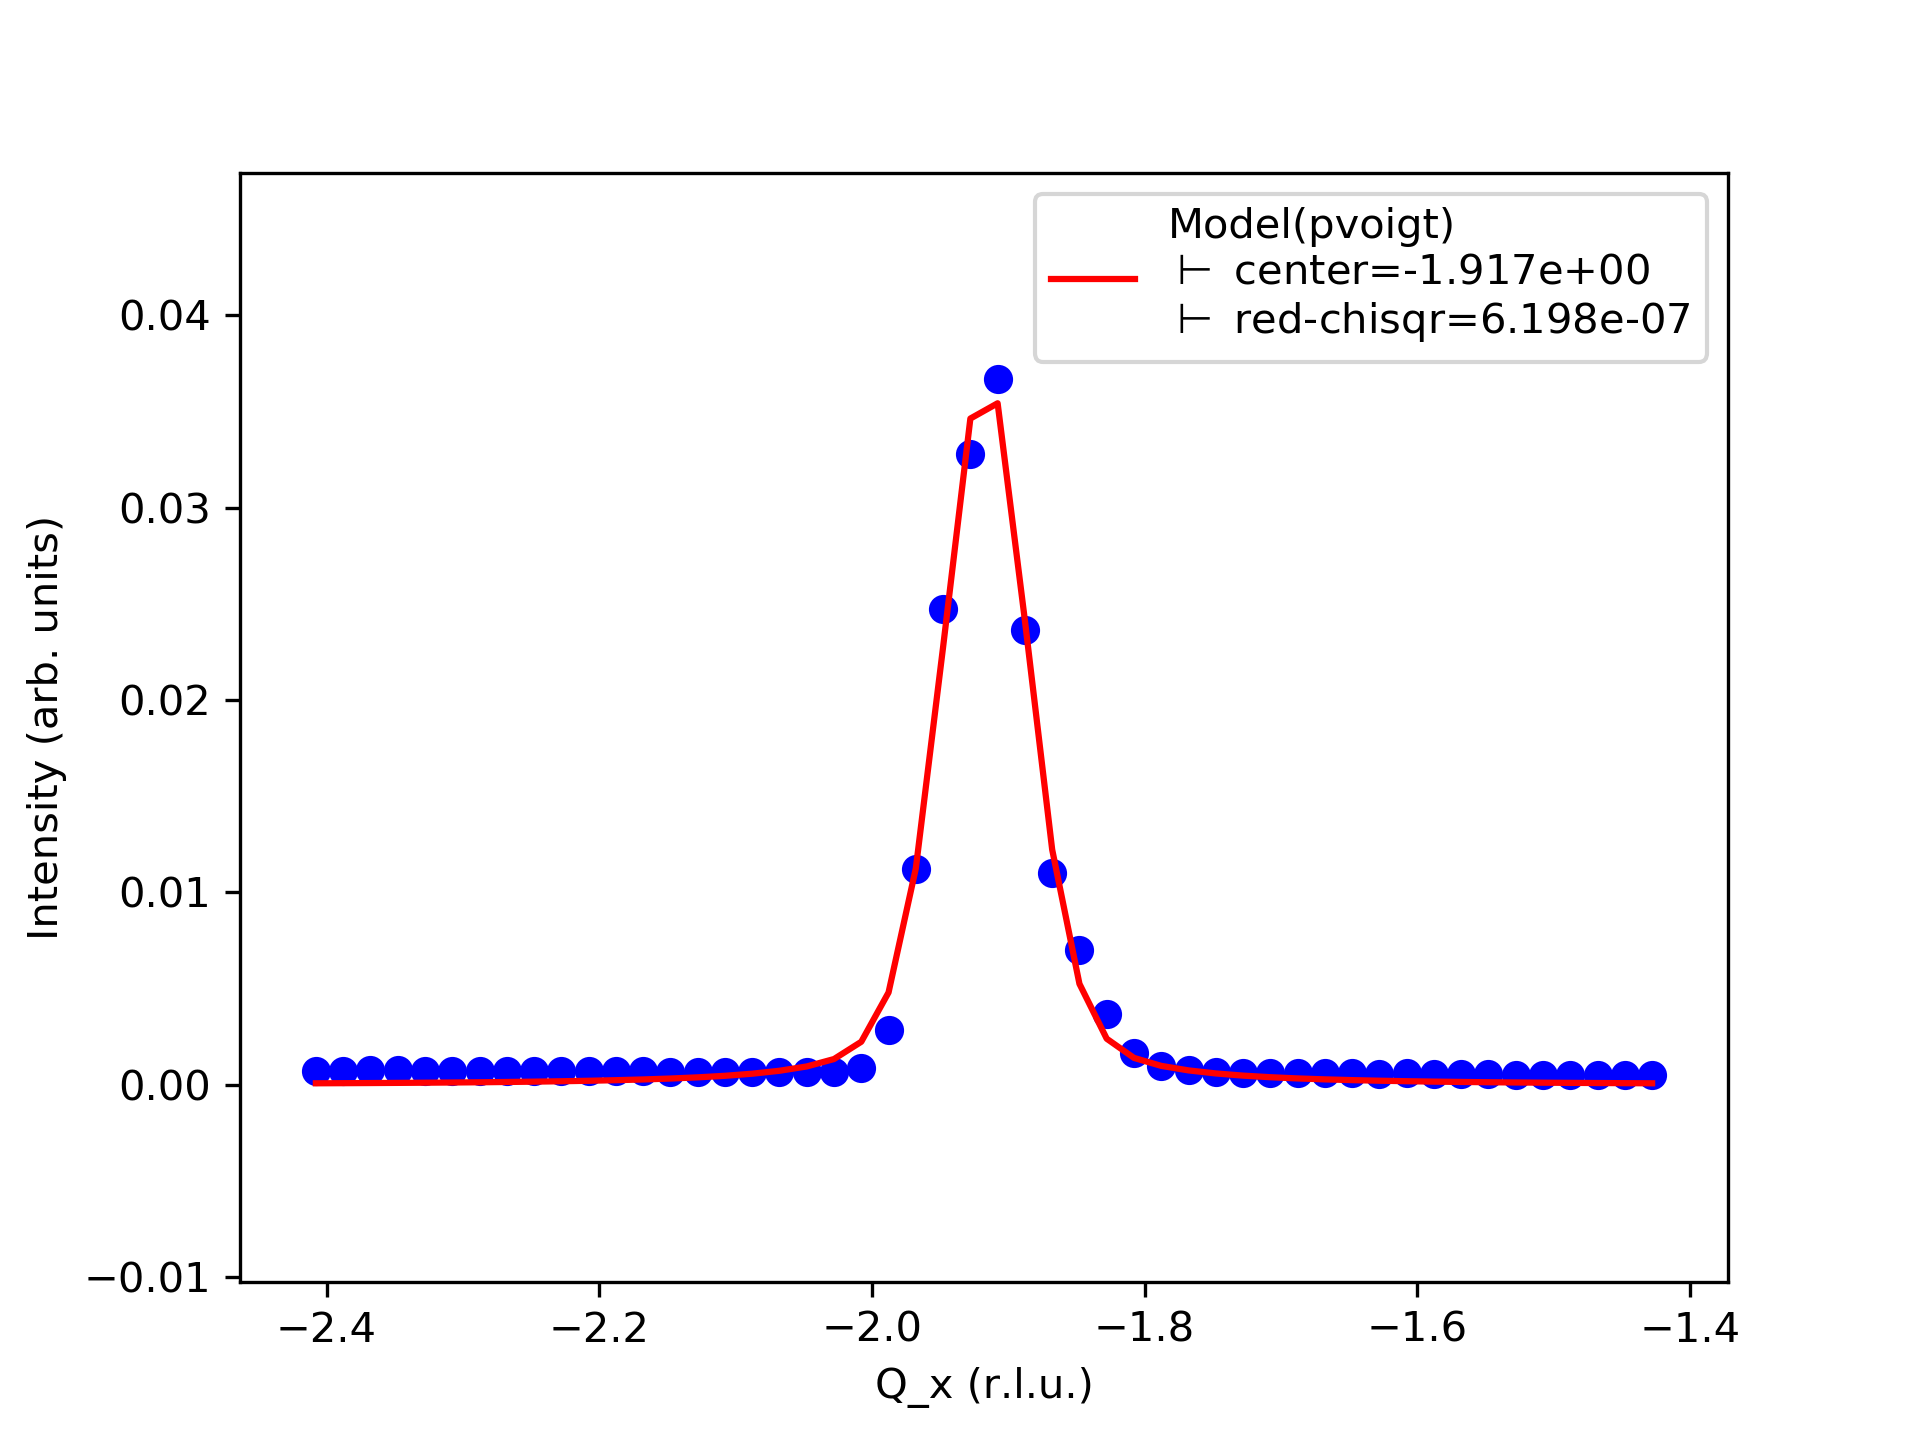 Model(pvoigt)
⊢ center=-1.917e+00
⊢ red-chisqr=6.198e-07
0.04
0.03
0.02
0.01
0.00
−0.01
Intensity (arb. units)
−2.4 −2.2 −2.0 −1.8 −1.6 −1.4
Q_x (r.l.u.)